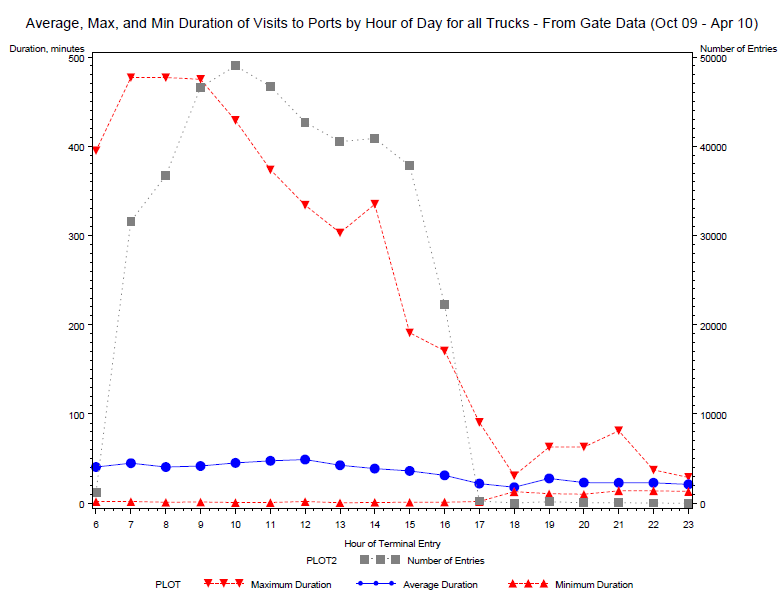 Average, Max, and Min Duration of Visits to Ports by Hour of Day for all Trucks - From Gate Data (Oct 09 - Apr 10)
Duration, minutes Number of Entries
500 50000
400 40000
300 30000
200 20000
100 10000
0 0
6 7 8 9 10 11 12 13 14 15 16 17 18 19 20 21 22 23
Hour of Terminal Entry
PLOT2 Number of Entries
PLOT Maximum Duration Average Duration Minimum Duration